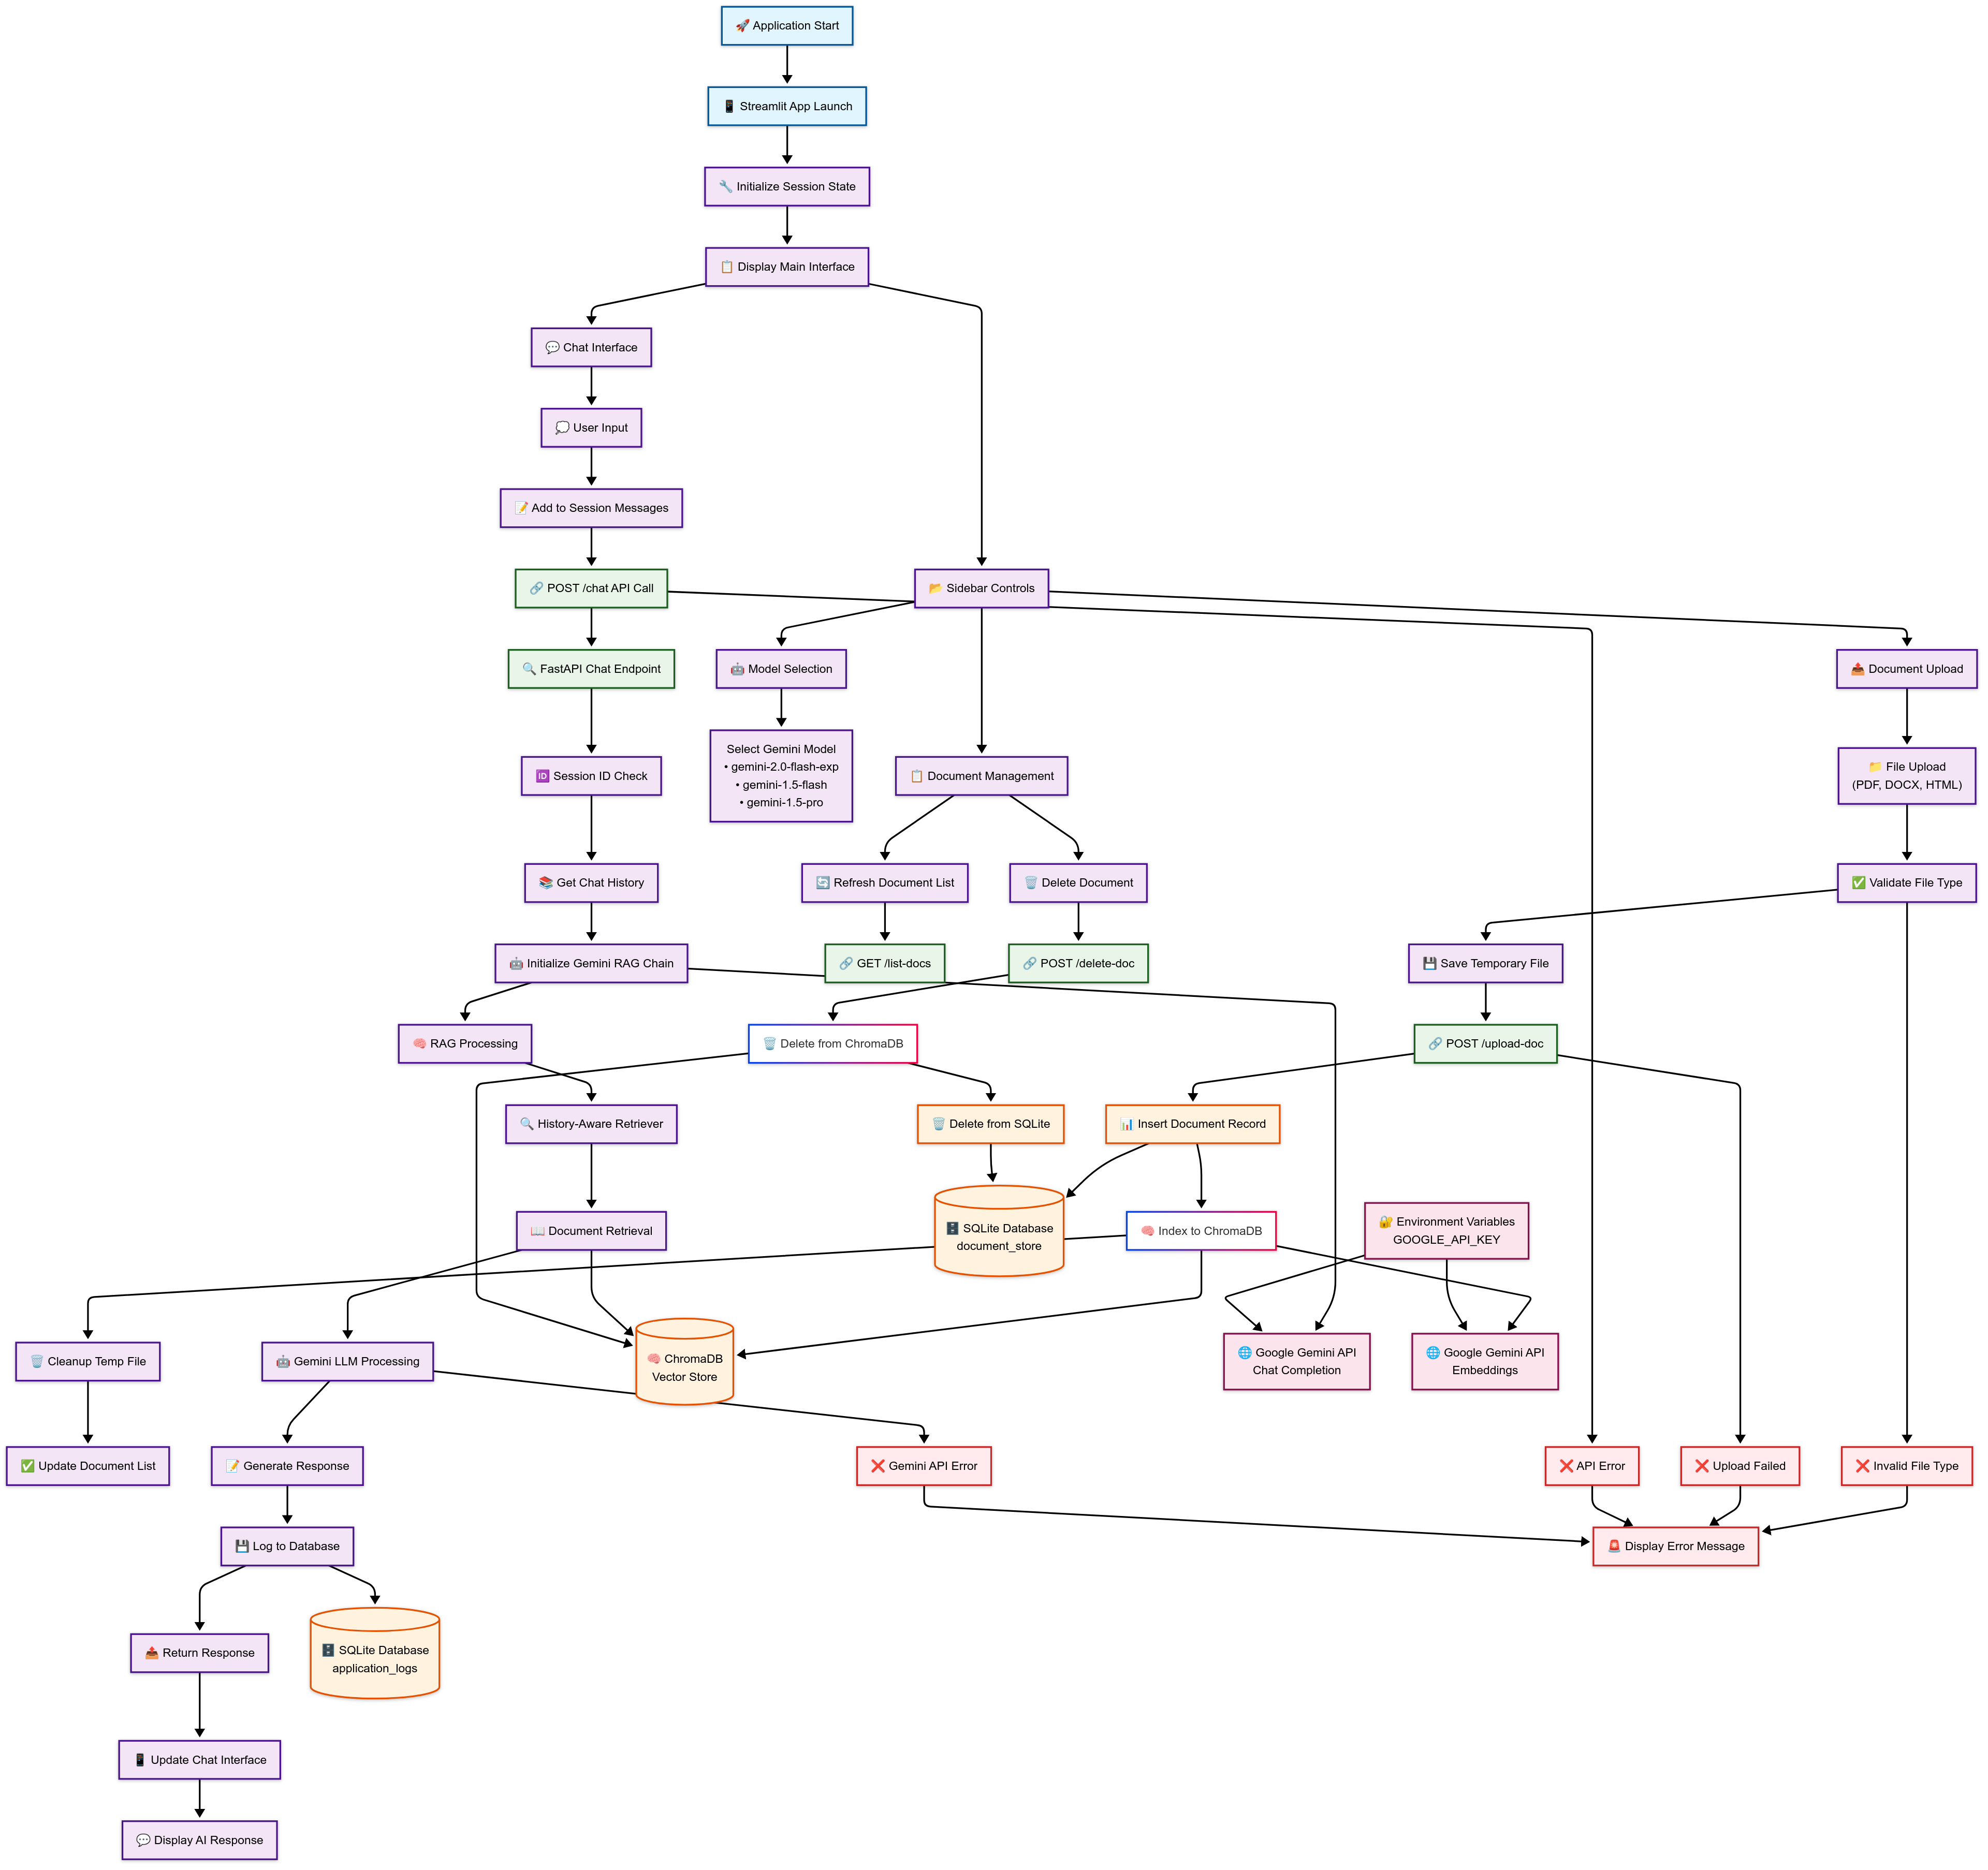 🚀 Application Start
📱 Streamlit App Launch
🔧 Initialize Session State
📋 Display Main Interface
💬 Chat Interface
💭 User Input
📝 Add to Session Messages
🔗 POST /chat API Call
📂 Sidebar Controls
🔍 FastAPI Chat Endpoint
🤖 Model Selection
📤 Document Upload
🆔 Session ID Check
Select Gemini Model
• gemini-2.0-flash-exp
• gemini-1.5-flash
• gemini-1.5-pro
📋 Document Management
📁 File Upload
(PDF, DOCX, HTML)
📚 Get Chat History
🔄 Refresh Document List
🗑️ Delete Document
✅ Validate File Type
🤖 Initialize Gemini RAG Chain
🔗 GET /list-docs
🔗 POST /delete-doc
💾 Save Temporary File
🧠 RAG Processing
🗑️ Delete from ChromaDB
🔗 POST /upload-doc
🔍 History-Aware Retriever
🗑️ Delete from SQLite
📊 Insert Document Record
📖 Document Retrieval
🗄️ SQLite Database
document_store
🧠 Index to ChromaDB
🔐 Environment Variables
GOOGLE_API_KEY
🗑️ Cleanup Temp File
🤖 Gemini LLM Processing
🧠 ChromaDB
Vector Store
🌐 Google Gemini API
Chat Completion
🌐 Google Gemini API
Embeddings
✅ Update Document List
📝 Generate Response
❌ Gemini API Error
❌ API Error
❌ Upload Failed
❌ Invalid File Type
💾 Log to Database
🚨 Display Error Message
📤 Return Response
🗄️ SQLite Database
application_logs
📱 Update Chat Interface
💬 Display AI Response